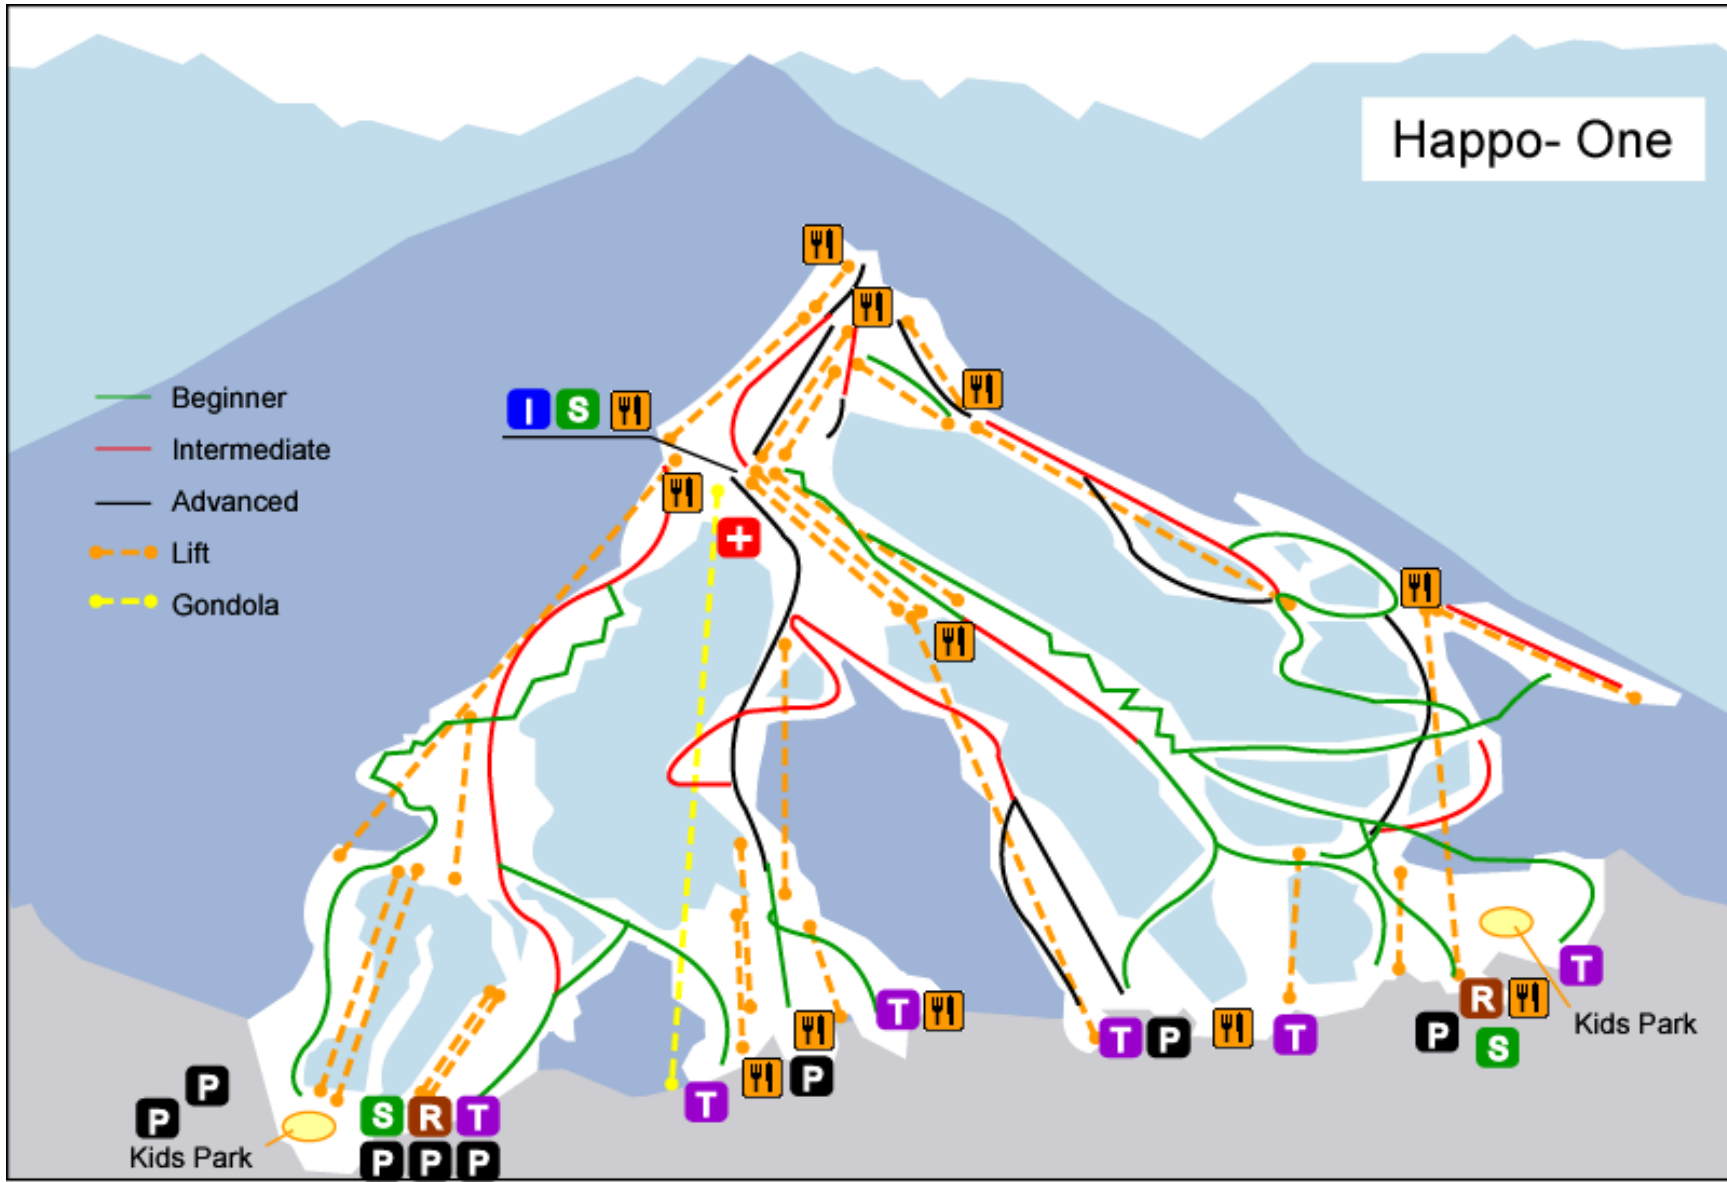 Happo- One
Beginner
Intermediate
Advanced
Lift
Gondola
I S
T
R
T
T P
T
P
S
Kids Park
P
P
P
T
S R T
P P P
Kids Park